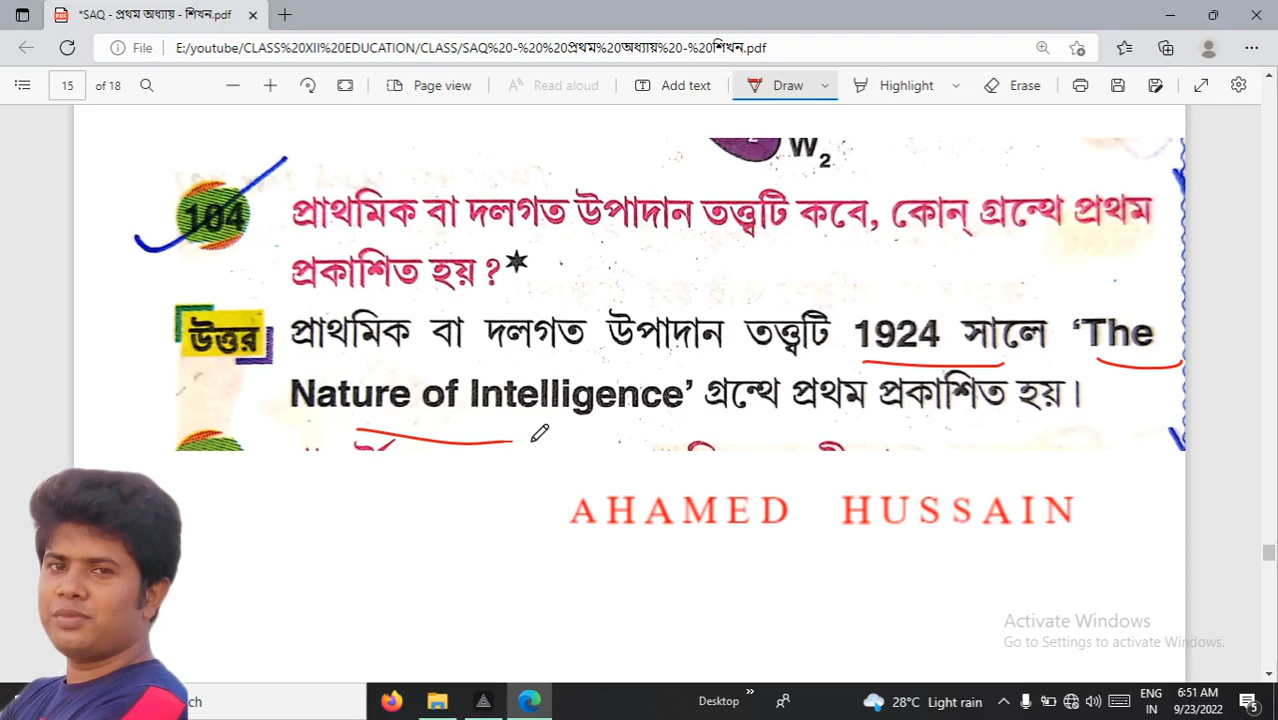 *SAQ - প্রথম অধ্যায় - শিখন.pdf
File E:/youtube/CLASS%20XII%20EDUCATION/CLASS/SAQ%20-%20%20প্রথম%20অধ্যায়%20-%20শিখন.pdf
15 of 18 Page view Read aloud Add text Draw Highlight Erase
W2
104 প্রাথমিক বা দলগত উপাদান তত্ত্বটি কবে, কোন্ গ্রন্থে প্রথম
প্রকাশিত হয় ?*
উত্তর প্রাথমিক বা দলগত উপাদান তত্ত্বটি 1924 সালে ‘The
Nature of Intelligence’ গ্রন্থে প্রথম প্রকাশিত হয়।
AHAMED HUSSAIN
Activate Windows
Go to Settings to activate Windows.
Desktop 28°C Light rain ENG 6:51 AM
IN 9/23/2022 5